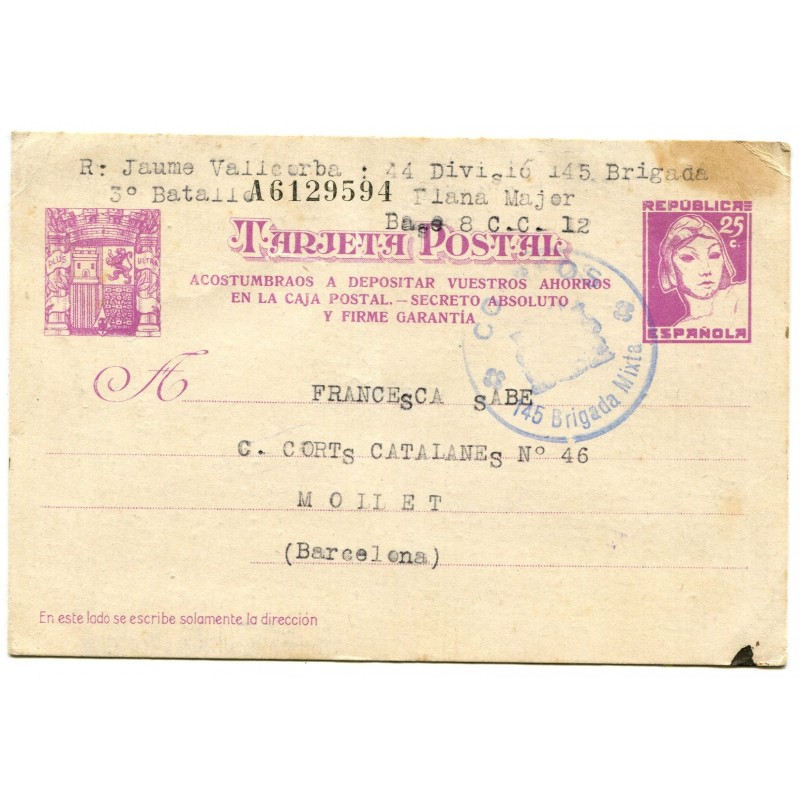 R: Jaume Vallcorba : 44 Divisió 145 Brigada
3º Batalló A6129594 Plana Major
Base 8 C.C. 12
PLUS ULTRA
TARJETA POSTAL
REPÚBLICA
25 c.
ESPAÑOLA
ACOSTUMBRAOS A DEPOSITAR VUESTROS AHORROS
EN LA CAJA POSTAL.—SECRETO ABSOLUTO
Y FIRME GARANTÍA
145 Brigada Mixta
A
FRANCESCA SABE
C. CORTS CATALANES Nº 46
MOLLET
(Barcelona)
En este lado se escribe solamente la dirección